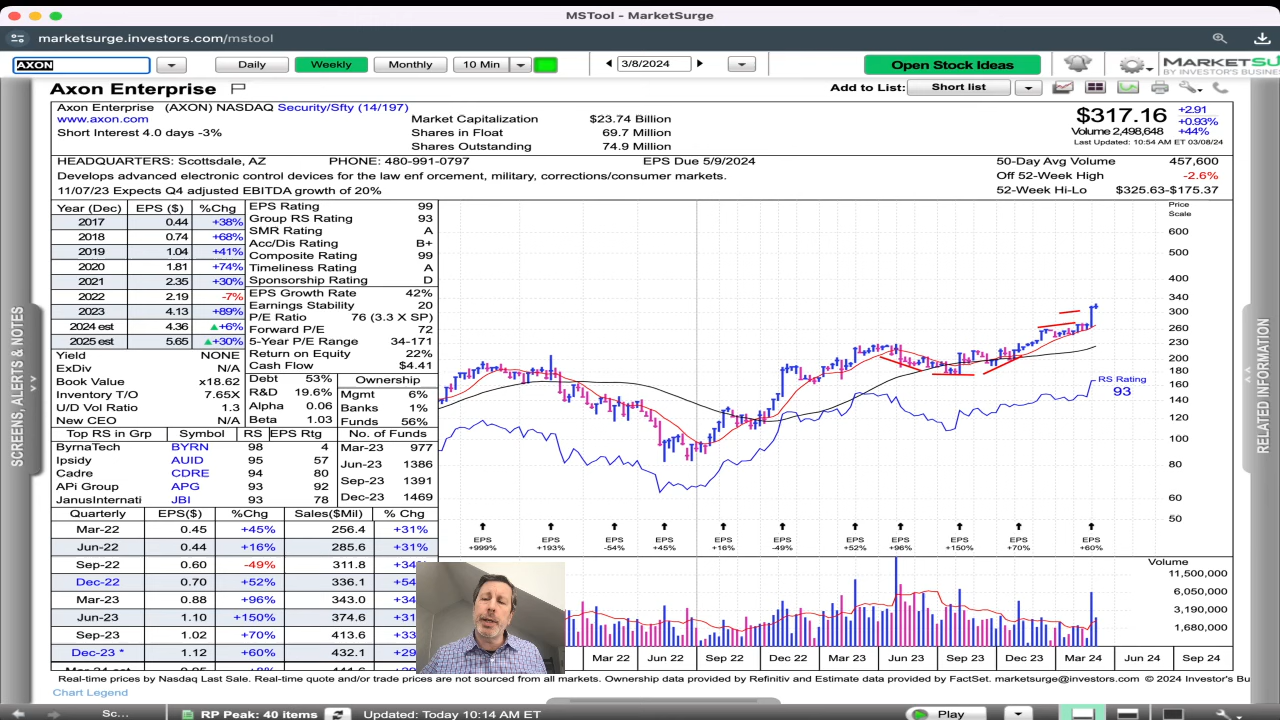 MSTool - MarketSurge
marketsurge.investors.com/mstool
AXON Daily Weekly Monthly 10 Min 3/8/2024 Open Stock Ideas MARKETSU
BY INVESTOR'S BUSINE
Axon Enterprise Add to List: Short list
Axon Enterprise (AXON) NASDAQ Security/Sfty (14/197)
www.axon.com
Short Interest 4.0 days -3%
Market Capitalization $23.74 Billion
Shares in Float 69.7 Million
Shares Outstanding 74.9 Million
$317.16 +2.91
+0.93%
Volume 2,498,648 +44%
Last Updated: 10:54 AM ET 03/08/24
HEADQUARTERS: Scottsdale, AZ PHONE: 480-991-0797 EPS Due 5/9/2024
Develops advanced electronic control devices for the law enf orcement, military, corrections/consumer markets.
11/07/23 Expects Q4 adjusted EBITDA growth of 20%
50-Day Avg Volume 457,600
Off 52-Week High -2.6%
52-Week Hi-Lo $325.63-$175.37
Year (Dec) EPS ($) %Chg
2017 0.44 +38%
2018 0.74 +68%
2019 1.04 +41%
2020 1.81 +74%
2021 2.35 +30%
2022 2.19 -7%
2023 4.13 +89%
2024 est 4.36 ▲+6%
2025 est 5.65 ▲+30%
EPS Rating 99
Group RS Rating 93
SMR Rating A
Acc/Dis Rating B+
Composite Rating 99
Timeliness Rating A
Sponsorship Rating D
EPS Growth Rate 42%
Earnings Stability 20
P/E Ratio 76 (3.3 X SP)
Forward P/E 72
5-Year P/E Range 34-171
Return on Equity 22%
Cash Flow $4.41
Yield NONE
ExDiv N/A
Book Value x18.62
Inventory T/O 7.65X
U/D Vol Ratio 1.3
New CEO N/A
Debt 53%
R&D 19.6%
Alpha 0.06
Beta 1.03
Ownership
Mgmt 6%
Banks 1%
Funds 56%
Top RS in Grp Symbol RS EPS Rtg
ByrnaTech BYRN 98 4
Ipsidy AUID 95 57
Cadre CDRE 94 80
APi Group APG 93 92
JanusInternati JBI 93 78
No. of Funds
Mar-23 977
Jun-23 1386
Sep-23 1391
Dec-23 1469
Quarterly EPS($) %Chg Sales($Mil) % Chg
Mar-22 0.45 +45% 256.4 +31%
Jun-22 0.44 +16% 285.6 +31%
Sep-22 0.60 -49% 311.8 +34
Dec-22 0.70 +52% 336.1 +54
Mar-23 0.88 +96% 343.0 +34
Jun-23 1.10 +150% 374.6 +31
Sep-23 1.02 +70% 413.6 +33
Dec-23 * 1.12 +60% 432.1 +29
Price
Scale
600
500
400
340
300
260
230
200
180
160
140
120
100
80
60
50
RS Rating
93
EPS EPS EPS EPS EPS EPS EPS EPS EPS EPS EPS
+999% +193% -54% +45% +16% -49% +52% +96% +150% +70% +60%
Volume
11,500,000
6,050,000
3,190,000
1,680,000
Mar 22 Jun 22 Sep 22 Dec 22 Mar 23 Jun 23 Sep 23 Dec 23 Mar 24 Jun 24 Sep 24
Real-time prices by Nasdaq Last Sale. Real-time quote and/or trade prices are not sourced from all markets. Ownership data provided by Refinitiv and Estimate data provided by FactSet. marketsurge@investors.com © 2024 Investor's Bu
Chart Legend
SCREENS, ALERTS & NOTES
RELATED INFORMATION
Sc... RP Peak: 40 items Updated: Today 10:14 AM ET Play